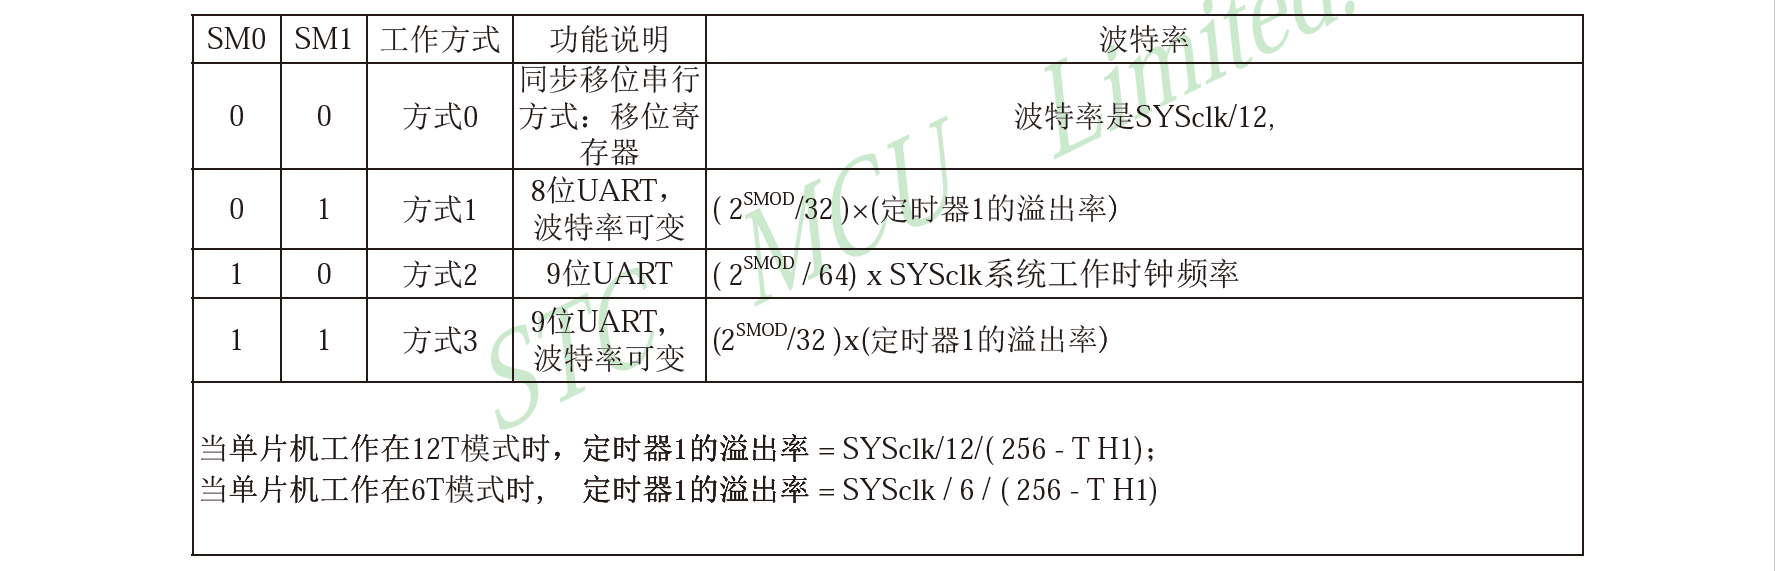 SM0 SM1 工作方式 功能说明 波特率
0 0 方式0 同步移位串行 波特率是SYSclk/12,
方式：移位寄
存器
0 1 方式1 8位UART， ( 2^SMOD/32 )×(定时器1的溢出率)
波特率可变
1 0 方式2 9位UART ( 2^SMOD / 64) x SYSclk系统工作时钟频率
1 1 方式3 9位UART， (2^SMOD/32 )x(定时器1的溢出率)
波特率可变
当单片机工作在12T模式时，定时器1的溢出率 = SYSclk/12/( 256 - T H1)；
当单片机工作在6T模式时， 定时器1的溢出率 = SYSclk / 6 / ( 256 - T H1)
STC MCU Limited.